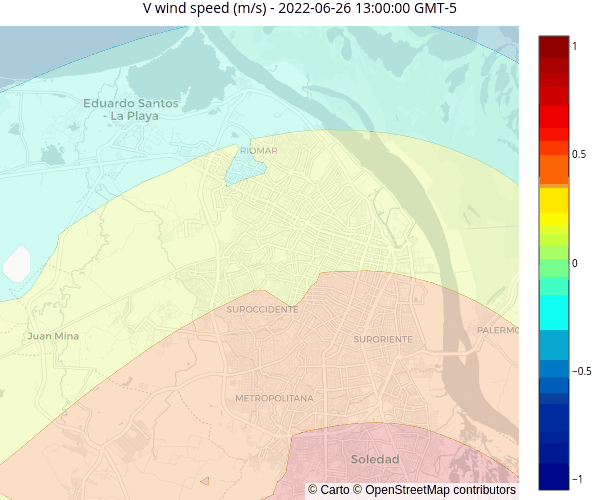 V wind speed (m/s) - 2022-06-26 13:00:00 GMT-5
1
Eduardo Santos
- La Playa
RIOMAR
0.5
0
SUROCCIDENTE
Juan Mina
SURORIENTE
PALERMO
−0.5
METROPOLITANA
Soledad
−1
© Carto © OpenStreetMap contributors